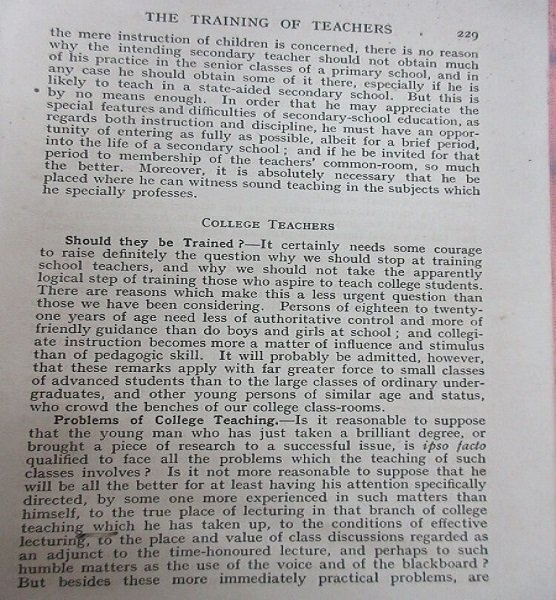 THE TRAINING OF TEACHERS 229
the mere instruction of children is concerned, there is no reason
why the intending secondary teacher should not obtain much
of his practice in the senior classes of a primary school, and in
any case he should obtain some of it there, especially if he is
likely to teach in a state-aided secondary school. But this is
by no means enough. In order that he may appreciate the
special features and difficulties of secondary-school education, as
regards both instruction and discipline, he must have an oppor-
tunity of entering as fully as possible, albeit for a brief period,
into the life of a secondary school; and if he be invited for that
period to membership of the teachers' common-room, so much
the better. Moreover, it is absolutely necessary that he be
placed where he can witness sound teaching in the subjects which
he specially professes.
COLLEGE TEACHERS
Should they be Trained?—It certainly needs some courage
to raise definitely the question why we should stop at training
school teachers, and why we should not take the apparently
logical step of training those who aspire to teach college students.
There are reasons which make this a less urgent question than
those we have been considering. Persons of eighteen to twenty-
one years of age need less of authoritative control and more of
friendly guidance than do boys and girls at school; and collegi-
ate instruction becomes more a matter of influence and stimulus
than of pedagogic skill. It will probably be admitted, however,
that these remarks apply with far greater force to small classes
of advanced students than to the large classes of ordinary under-
graduates, and other young persons of similar age and status,
who crowd the benches of our college class-rooms.
Problems of College Teaching.—Is it reasonable to suppose
that the young man who has just taken a brilliant degree, or
brought a piece of research to a successful issue, is ipso facto
qualified to face all the problems which the teaching of such
classes involves? Is it not more reasonable to suppose that he
will be all the better for at least having his attention specifically
directed, by some one more experienced in such matters than
himself, to the true place of lecturing in that branch of college
teaching which he has taken up, to the conditions of effective
lecturing, to the place and value of class discussions regarded as
an adjunct to the time-honoured lecture, and perhaps to such
humble matters as the use of the voice and of the blackboard?
But besides these more immediately practical problems, are